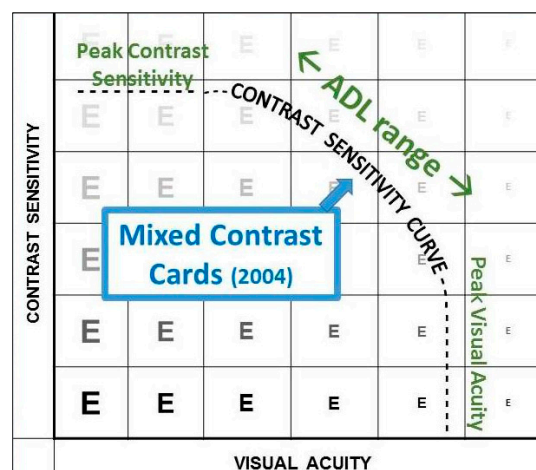 E E E E E E
Peak Contrast
Sensitivity
ADL range
E E E E E E
CONTRAST SENSITIVITY CURVE
E E E E E E
Mixed Contrast
Cards (2004)
E E E
Peak Visual Acuity
E E E E E E
E E E E E E
CONTRAST SENSITIVITY
VISUAL ACUITY